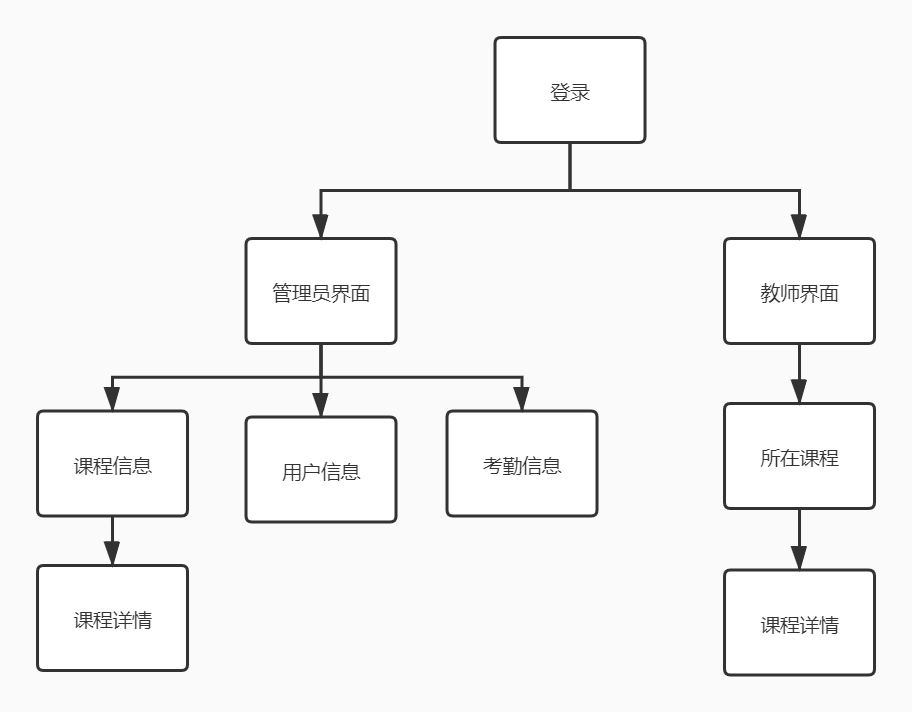 登录
管理员界面
教师界面
课程信息
用户信息
考勤信息
所在课程
课程详情
课程详情